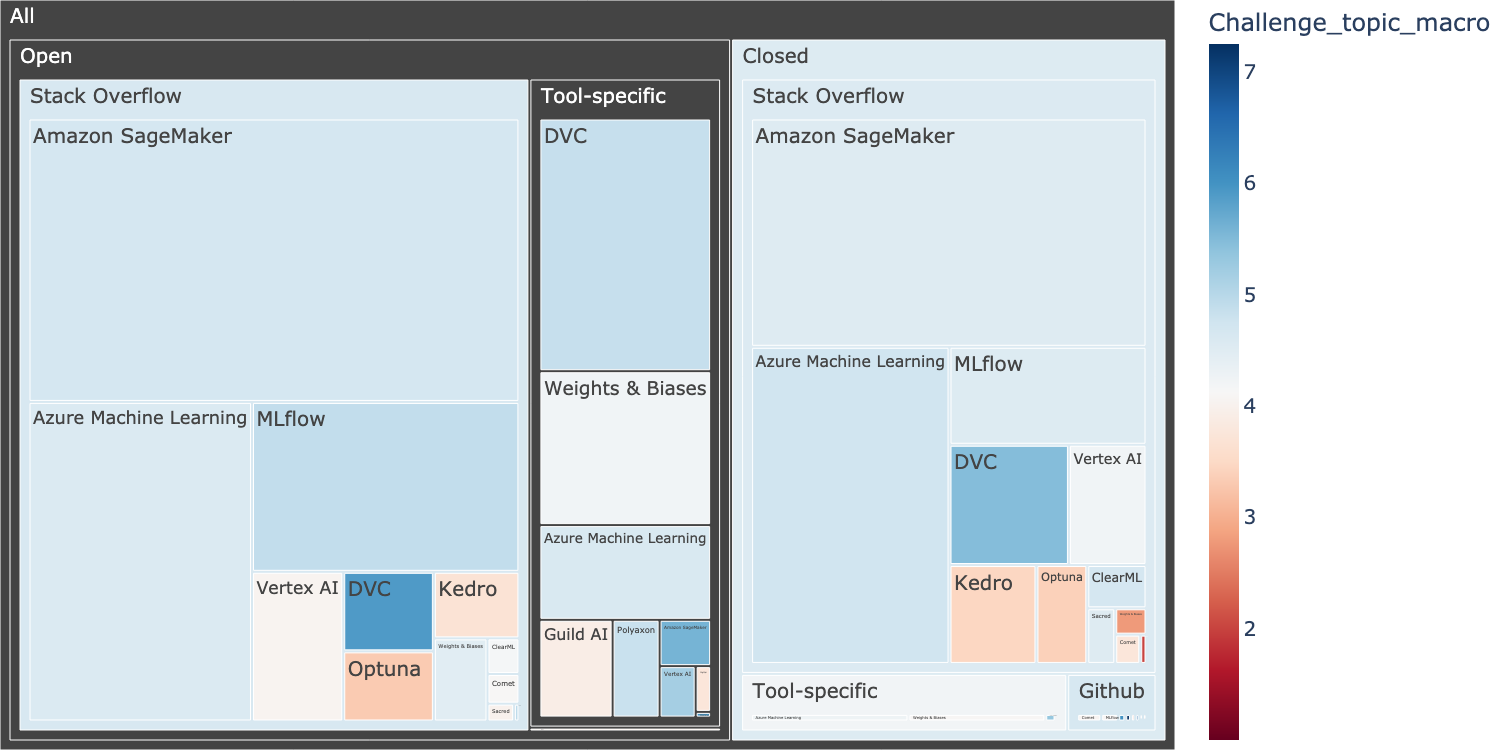 All
Open
Stack Overflow
Amazon SageMaker
Azure Machine Learning
MLflow
Vertex AI
DVC
Kedro
Optuna
Weights & Biases
ClearML
Comet
Sacred
Tool-specific
DVC
Weights & Biases
Azure Machine Learning
Guild AI
Polyaxon
Amazon SageMaker
Vertex AI
Closed
Stack Overflow
Amazon SageMaker
Azure Machine Learning
MLflow
DVC
Vertex AI
Kedro
Optuna
ClearML
Sacred
Weights & Biases
Comet
Tool-specific
Azure Machine Learning
Weights & Biases
Github
Comet
MLflow
Challenge_topic_macro
7
6
5
4
3
2